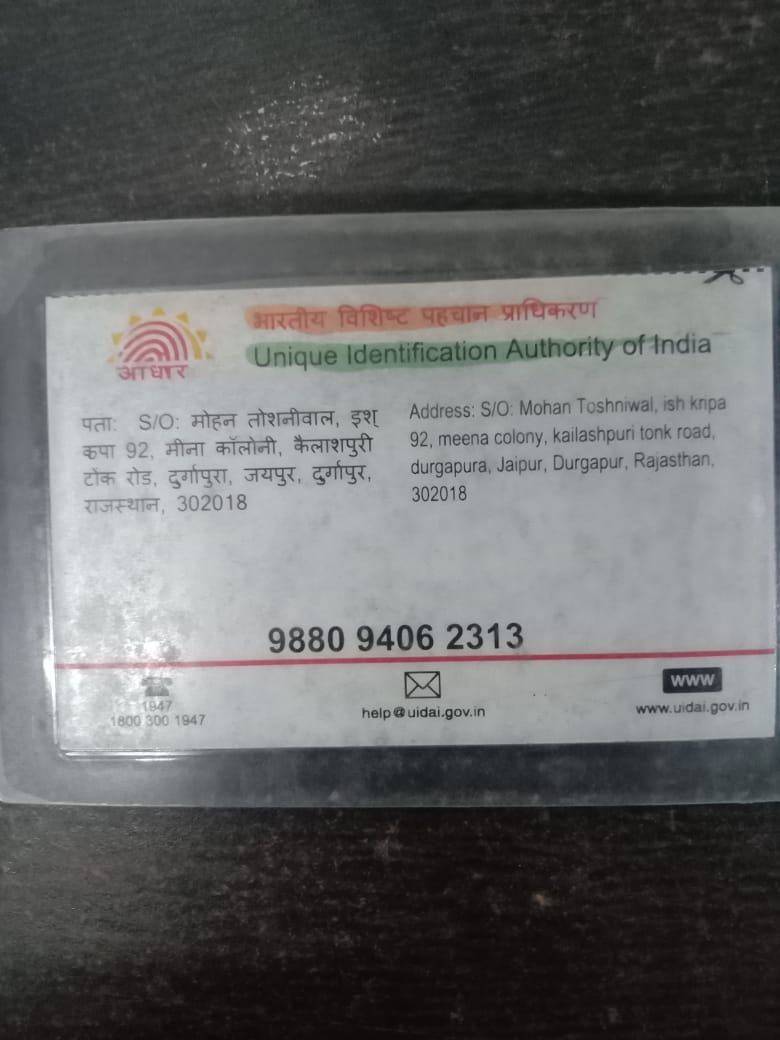 आधार
भारतीय विशिष्ट पहचान प्राधिकरण
Unique Identification Authority of India
पता: S/O: मोहन तोशनीवाल, इश्
कृपा 92, मीना कॉलोनी, कैलाशपुरी
टोंक रोड, दुर्गापुरा, जयपुर, दुर्गापुर,
राजस्थान, 302018
Address: S/O: Mohan Toshniwal, ish kripa
92, meena colony, kailashpuri tonk road,
durgapura, Jaipur, Durgapur, Rajasthan,
302018
9880 9406 2313
1947
1800 300 1947
help@uidai.gov.in
www
www.uidai.gov.in